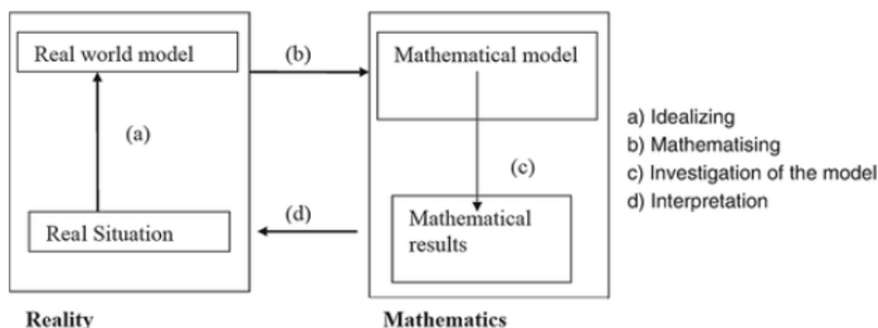 Real world model
(b)
Mathematical model
(a)
(c)
a) Idealizing
b) Mathematising
c) Investigation of the model
d) Interpretation
Real Situation
(d)
Mathematical
results
Reality
Mathematics